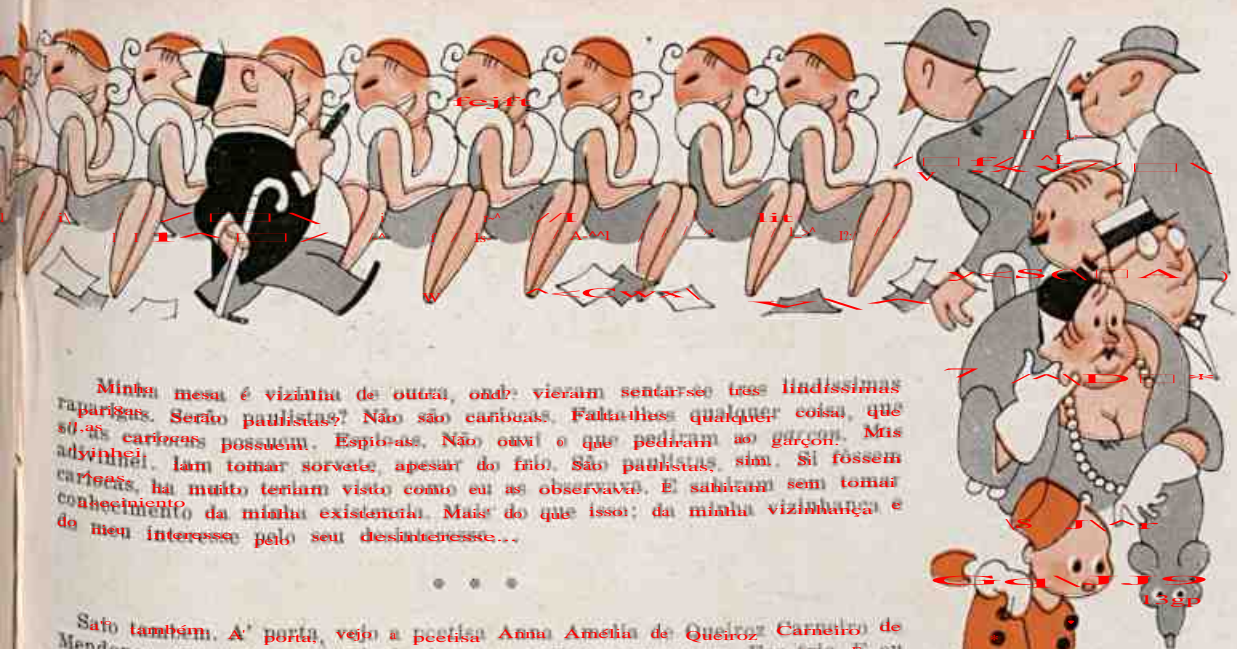 Minha mesa é vizinha de outra, onde vieram sentar-se tres lindissimas
raparigas. Serão paulistas? Não são cariocas. Falta-lhes qualquer coisa, que
só as cariocas possuem. Espio-as. Não ouvi o que pediram ao garçon. Mis
adyinhei. Iam tomar sorvete, apesar do frio. São paulistas, sim. Si fossem
cariocas, ha muito teriam visto como eu as observava. E sahiram sem tomar
conhecimento da minha existencia. Mais do que isso: da minha vizinhança e
do meu interesse pelo seu desinteresse...
Saio também. A' porta, vejo a poetisa Anna Amelia de Queiroz Carneiro de